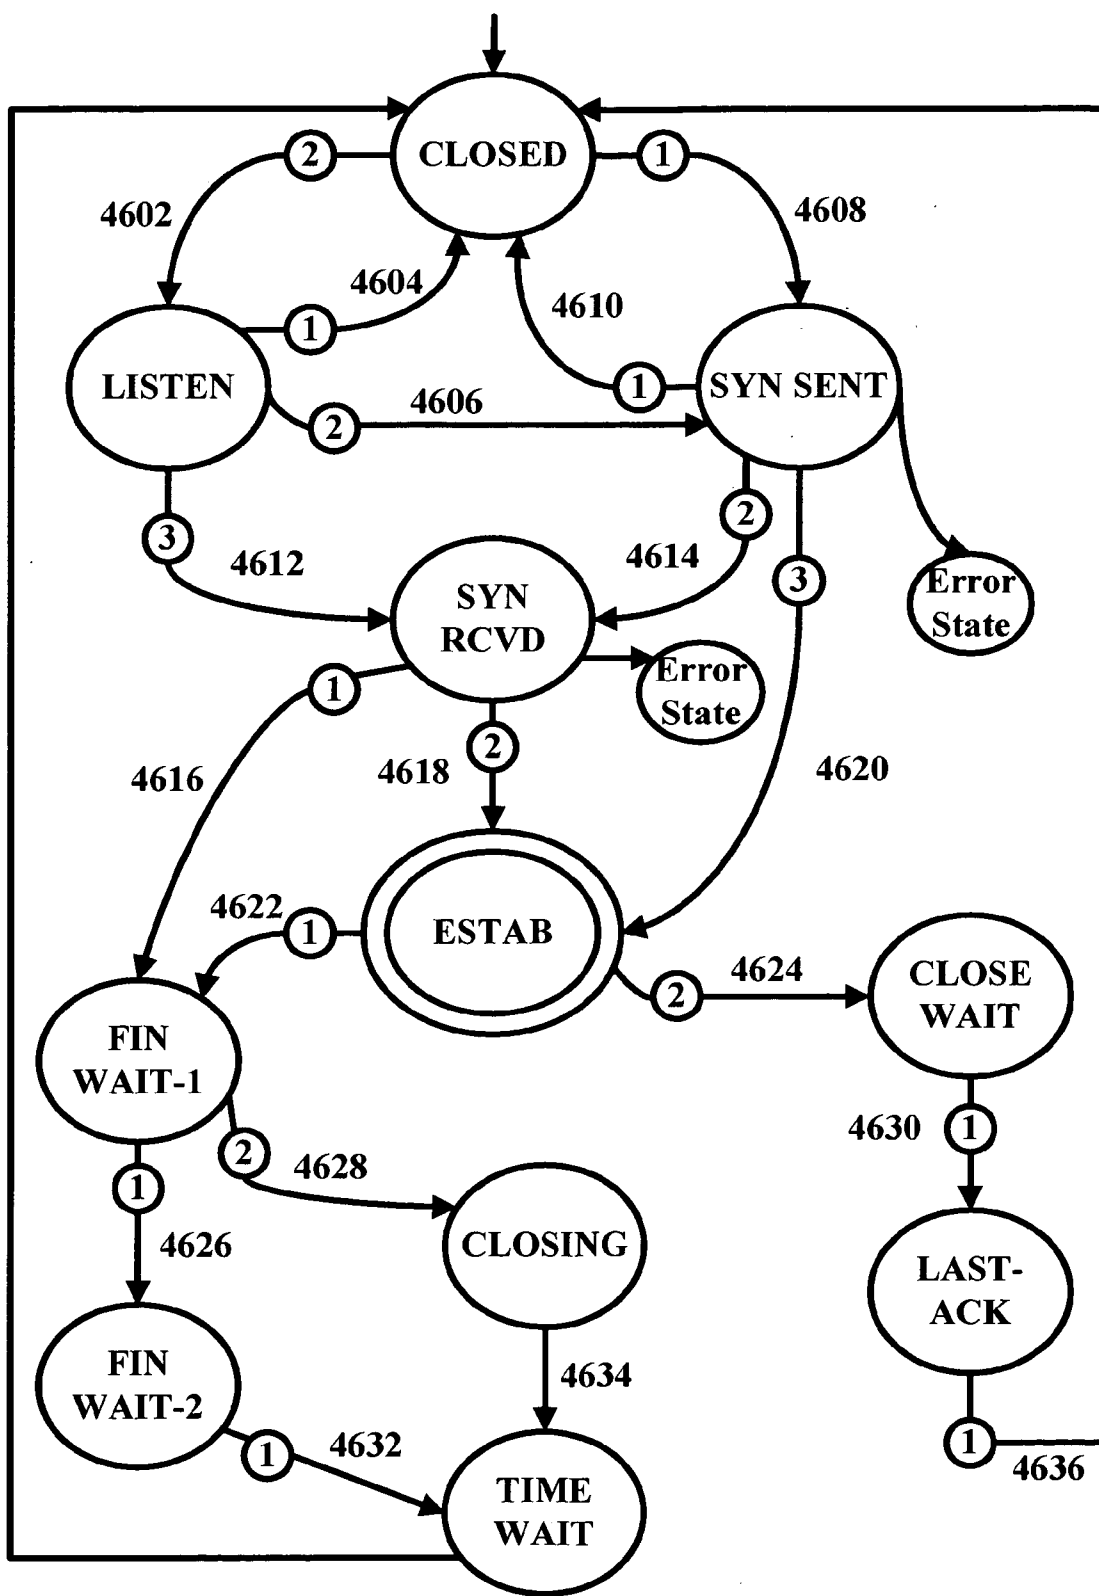 CLOSED
2
1
4602
4608
4604
4610
1
LISTEN
1
SYN SENT
4606
2
2
3
4612
4614
3
Error
State
SYN
RCVD
Error
State
1
2
4616
4618
4620
4622
1
ESTAB
4624
2
CLOSE
WAIT
FIN
WAIT-1
4630
1
2
4628
1
4626
CLOSING
LAST-
ACK
FIN
WAIT-2
4634
1
4632
1
4636
TIME
WAIT